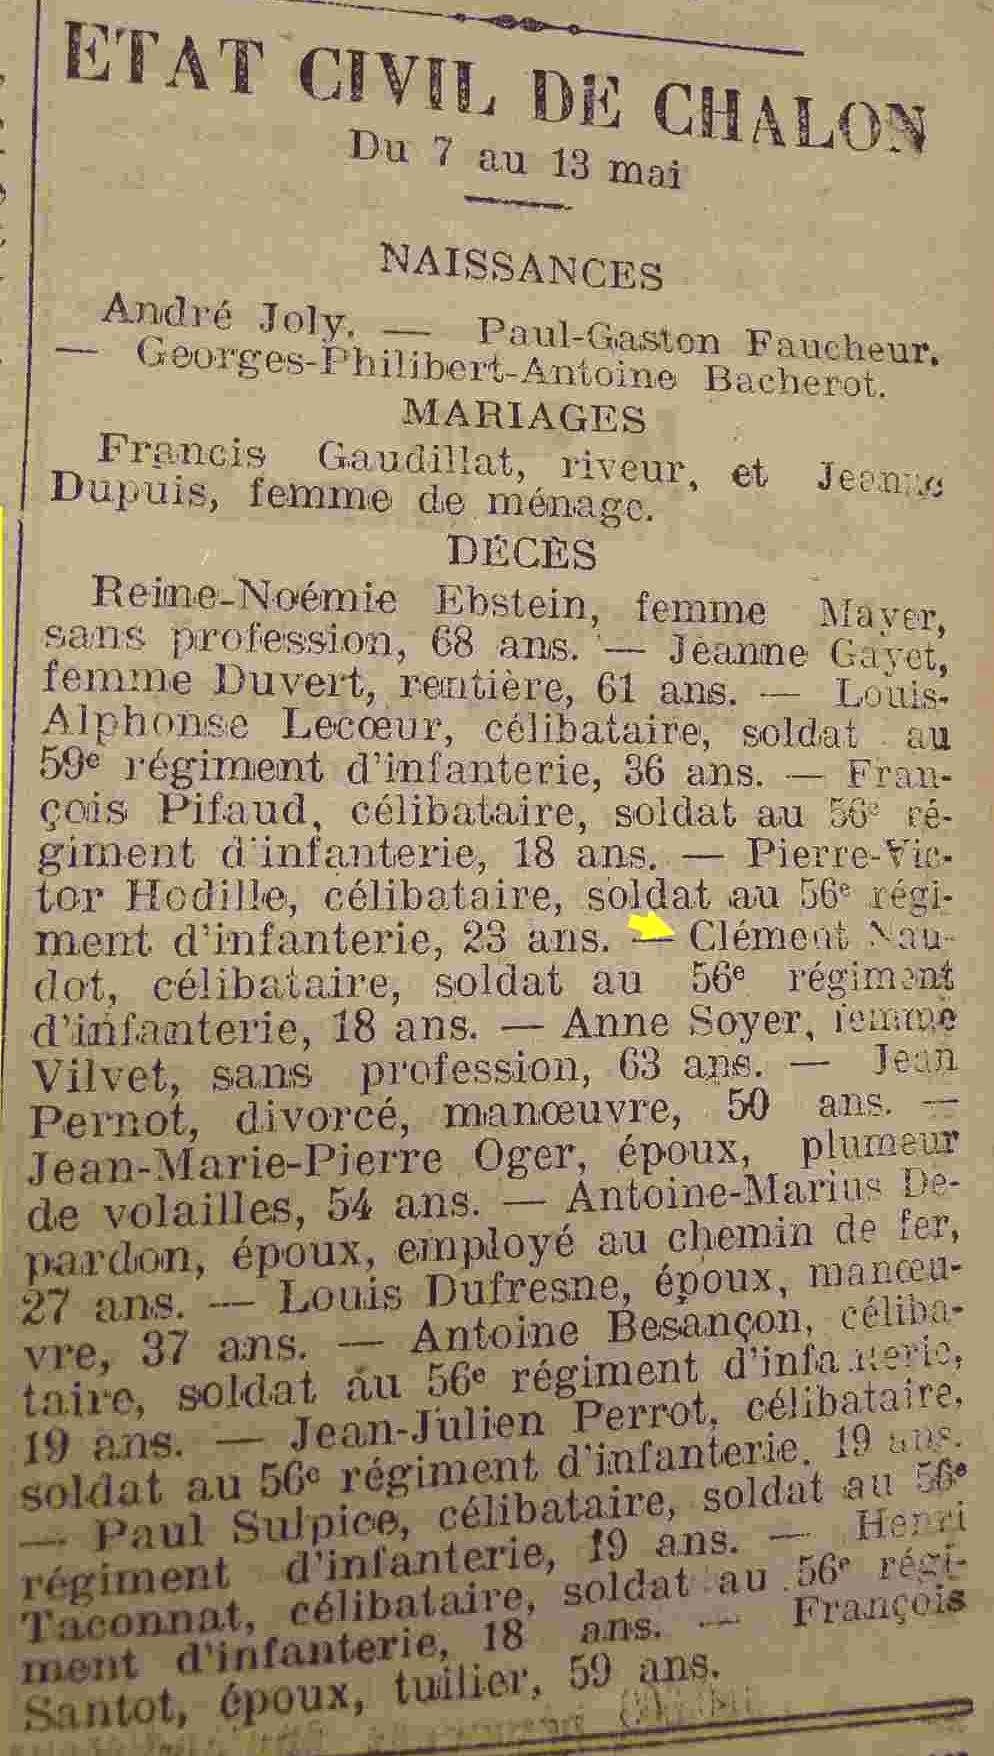 ETAT CIVIL DE CHALON
Du 7 au 13 mai
NAISSANCES
André Joly. — Paul-Gaston Faucheur.
— Georges-Philibert-Antoine Bacherot.
MARIAGES
Francis Gaudillat, riveur, et Jeanne
Dupuis, femme de ménage.
DÉCÈS
Reine-Noémie Ebstein, femme Mayer,
sans profession, 68 ans. — Jeanne Gayet,
femme Duvert, rentière, 61 ans. — Louis-
Alphonse Lecœur, célibataire, soldat au
59e régiment d'infanterie, 36 ans. — Fran-
çois Pifaud, célibataire, soldat au 56e ré-
giment d'infanterie, 18 ans. — Pierre-Vic-
tor Hodille, célibataire, soldat au 56e régi-
ment d'infanterie, 23 ans. — Clément Nau-
dot, célibataire, soldat au 56e régiment
d'infanterie, 18 ans. — Anne Soyer, femme
Vilvet, sans profession, 63 ans. — Jean
Pernot, divorcé, manœuvre, 50 ans. —
Jean-Marie-Pierre Oger, époux, plumeur
de volailles, 54 ans. — Antoine-Marius De-
pardon, époux, employé au chemin de fer,
27 ans. — Louis Dufresne, époux, manœu-
vre, 37 ans. — Antoine Besançon, céliba-
taire, soldat au 56e régiment d'infanterie,
19 ans. — Jean-Julien Perrot, célibataire,
soldat au 56e régiment d'infanterie, 19 ans.
— Paul Sulpice, célibataire, soldat au 56e
régiment d'infanterie, 19 ans. — Henri
Taconnat, célibataire, soldat au 56e régi-
ment d'infanterie, 18 ans. — François
Santot, époux, tuilier, 59 ans.